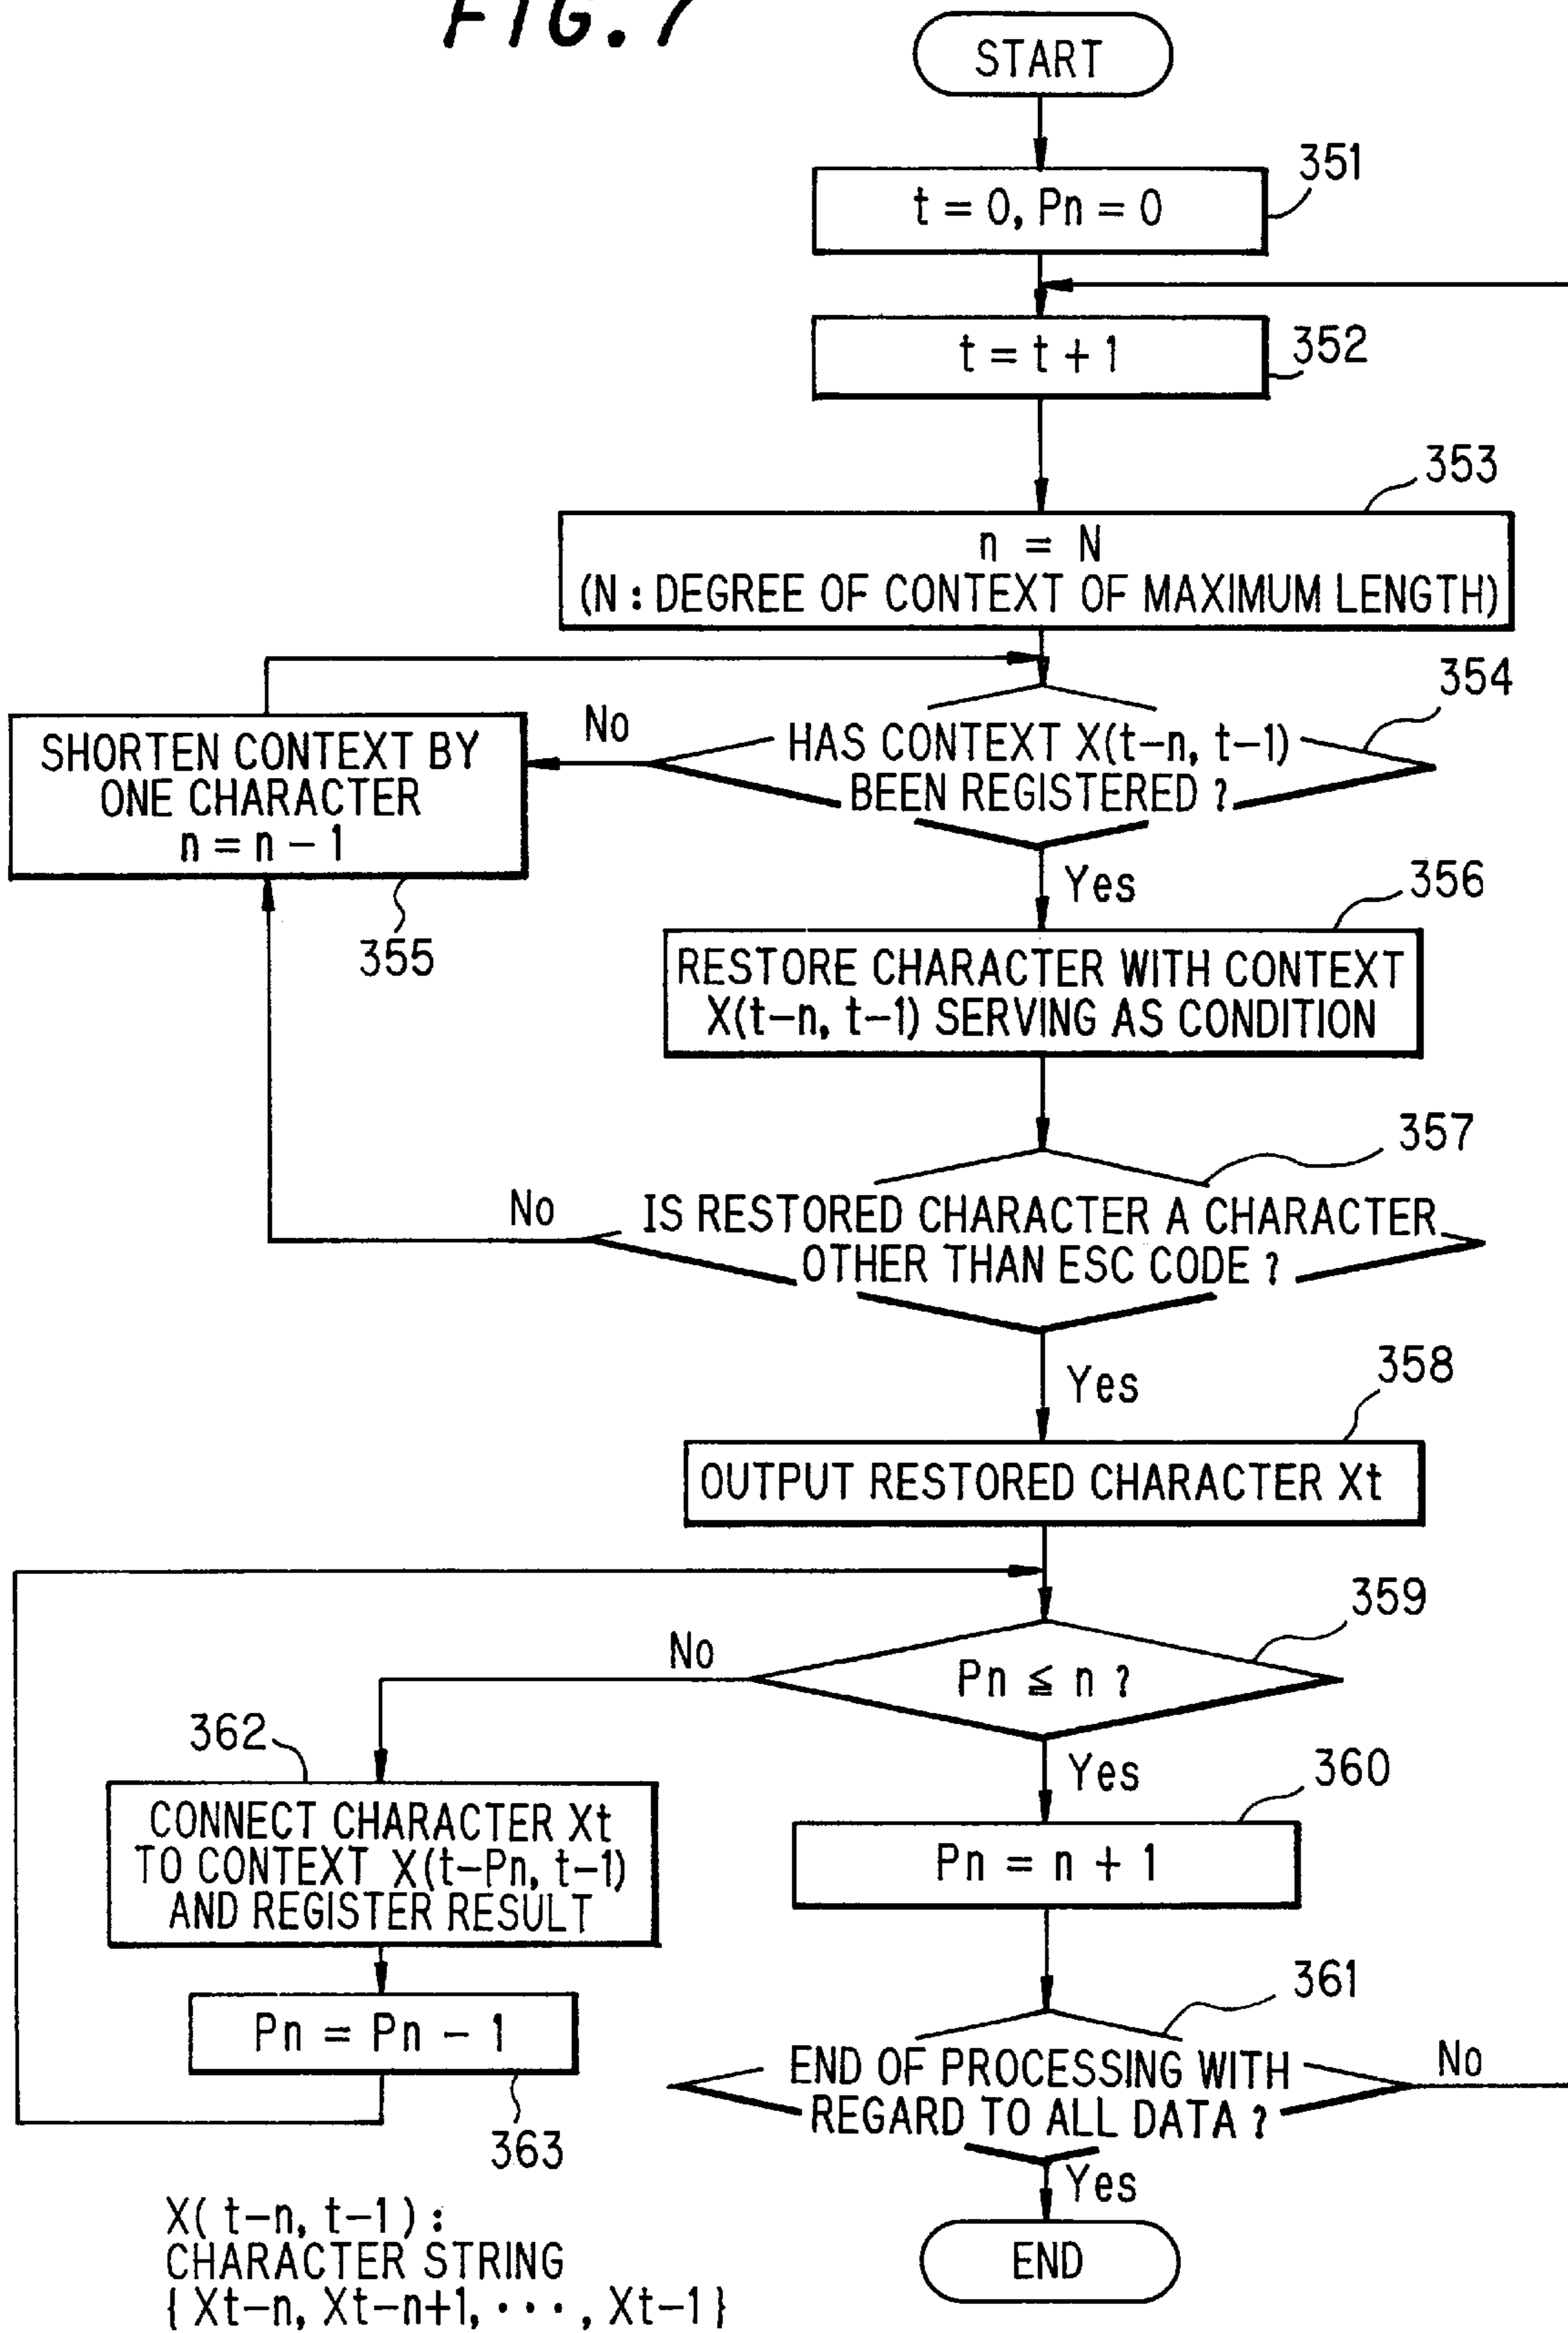 FIG. 7
START
351
t = 0, Pn = 0
352
t = t + 1
353
n = N
(N : DEGREE OF CONTEXT OF MAXIMUM LENGTH)
354
HAS CONTEXT X(t-n, t-1)
BEEN REGISTERED ?
No
SHORTEN CONTEXT BY
ONE CHARACTER
n = n - 1
355
Yes
356
RESTORE CHARACTER WITH CONTEXT
X(t-n, t-1) SERVING AS CONDITION
357
IS RESTORED CHARACTER A CHARACTER
OTHER THAN ESC CODE ?
No
Yes
358
OUTPUT RESTORED CHARACTER Xt
359
Pn ≦ n ?
No
362
CONNECT CHARACTER Xt
TO CONTEXT X(t-Pn, t-1)
AND REGISTER RESULT
Pn = Pn - 1
363
Yes
360
Pn = n + 1
361
END OF PROCESSING WITH
REGARD TO ALL DATA ?
No
Yes
END
X( t-n, t-1 ) :
CHARACTER STRING
{ Xt-n, Xt-n+1, ･･･, Xt-1 }